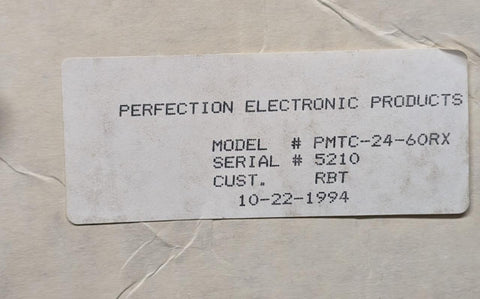 PERFECTION ELECTRONIC PRODUCTS
MODEL # PMTC-24-60RX
SERIAL # 5210
CUST. RBT
10-22-1994